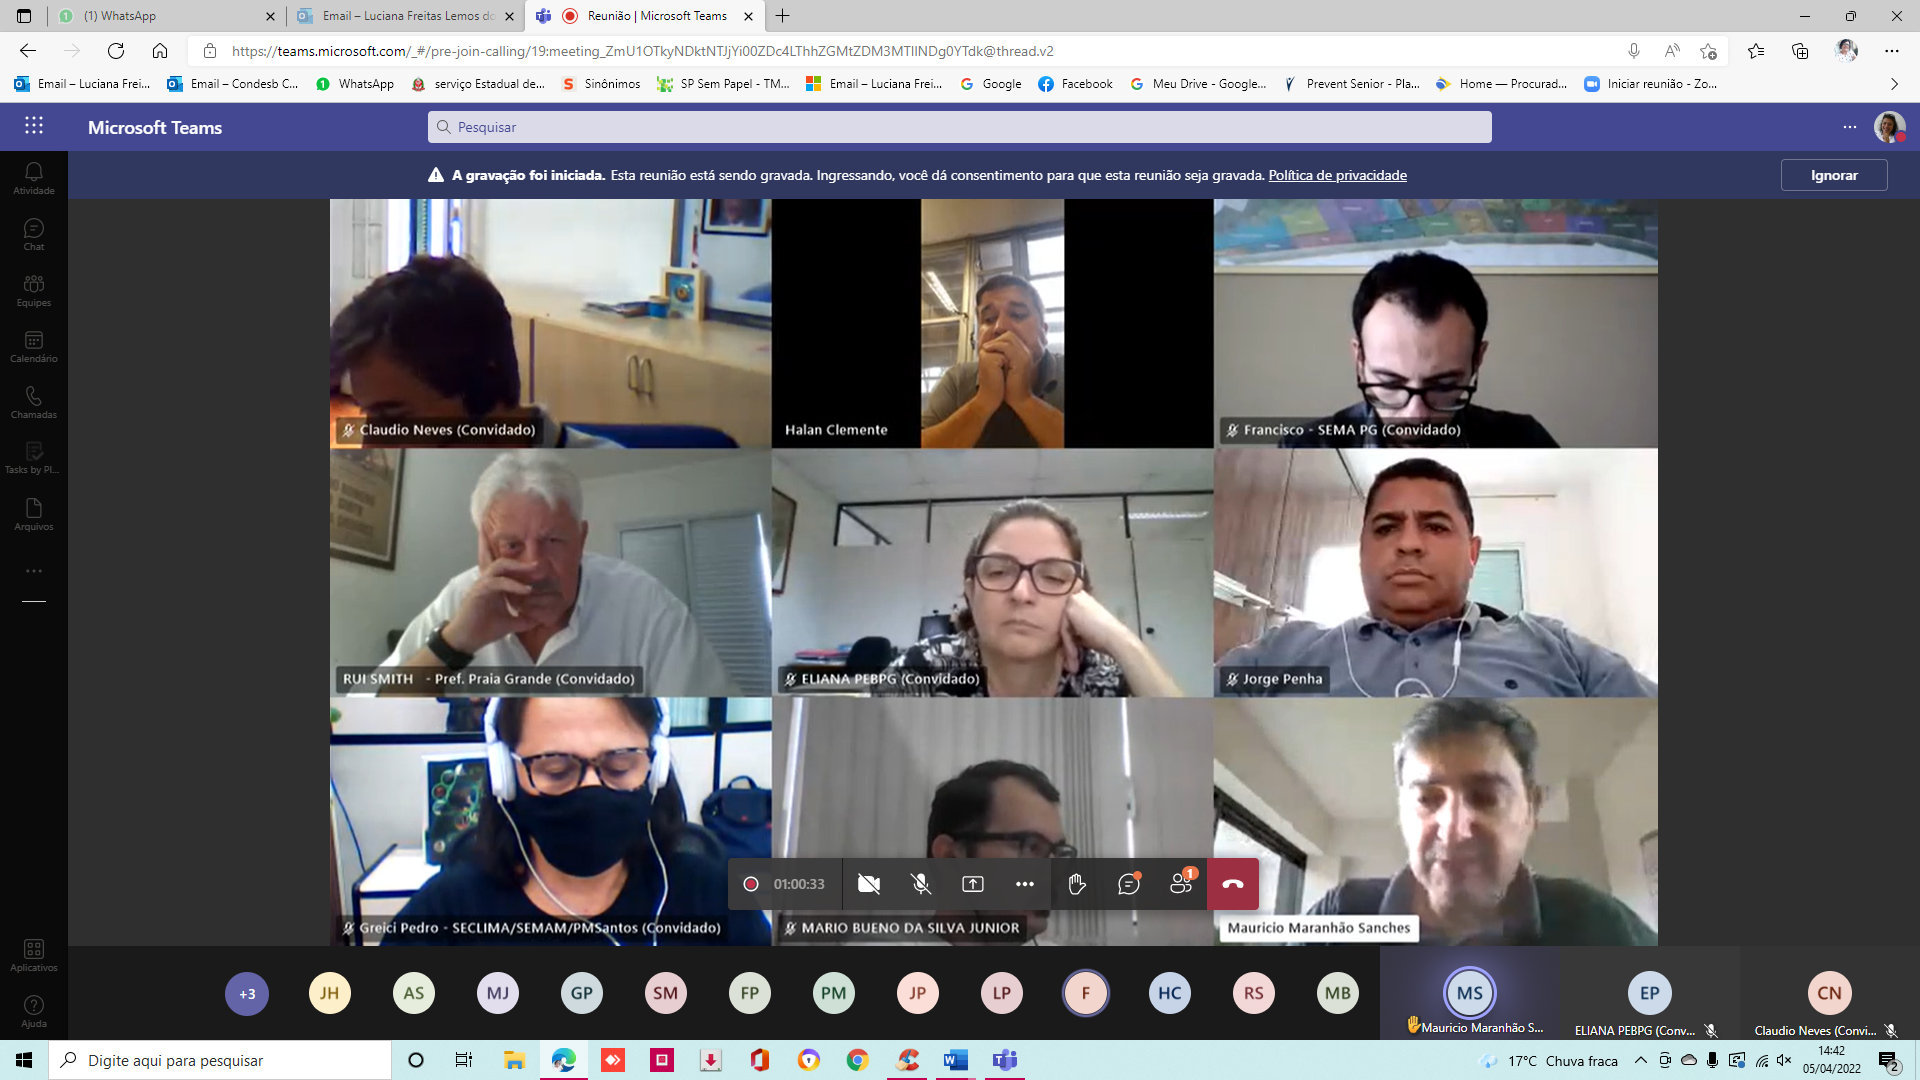 (1) WhatsApp
Email – Luciana Freitas Lemos do
Reunião | Microsoft Teams
https://teams.microsoft.com/_#/pre-join-calling/19:meeting_ZmU1OTkyNDktNTJjYi00ZDc4LThhZGMtZDM3MTllNDg0YTdk@thread.v2
Email – Luciana Frei...
Email – Condesb C...
WhatsApp
serviço Estadual de...
Sinônimos
SP Sem Papel - TM...
Email – Luciana Frei...
Google
Facebook
Meu Drive - Google...
Prevent Senior - Pla...
Home — Procurad...
Iniciar reunião - Zo...
Microsoft Teams
Pesquisar
A gravação foi iniciada. Esta reunião está sendo gravada. Ingressando, você dá consentimento para que esta reunião seja gravada. Política de privacidade
Ignorar
Atividade
Chat
Equipes
Calendário
Chamadas
Tasks by Pl...
Arquivos
Aplicativos
Ajuda
Claudio Neves (Convidado)
Halan Clemente
Francisco - SEMA PG (Convidado)
RUI SMITH - Pref. Praia Grande (Convidado)
ELIANA PEBPG (Convidado)
Jorge Penha
Greici Pedro - SECLIMA/SEMAM/PMSantos (Convidado)
MARIO BUENO DA SILVA JUNIOR
Mauricio Maranhão Sanches
01:00:33
1
+3
JH
AS
MJ
GP
SM
FP
PM
JP
LP
F
HC
RS
MB
MS
Mauricio Maranhão S...
EP
ELIANA PEBPG (Conv...
CN
Claudio Neves (Convi...
Digite aqui para pesquisar
17°C Chuva fraca
14:42
05/04/2022
2